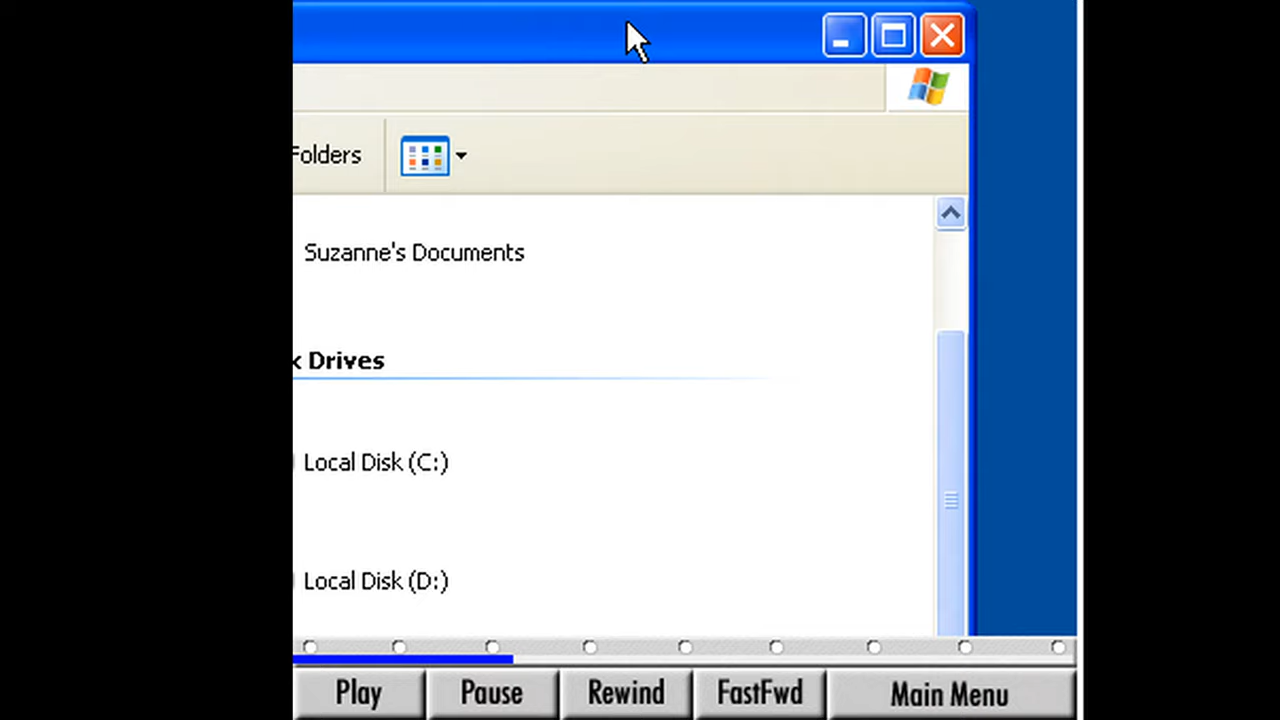 Folders
Suzanne's Documents
k Drives
Local Disk (C:)
Local Disk (D:)
Play Pause Rewind FastFwd Main Menu